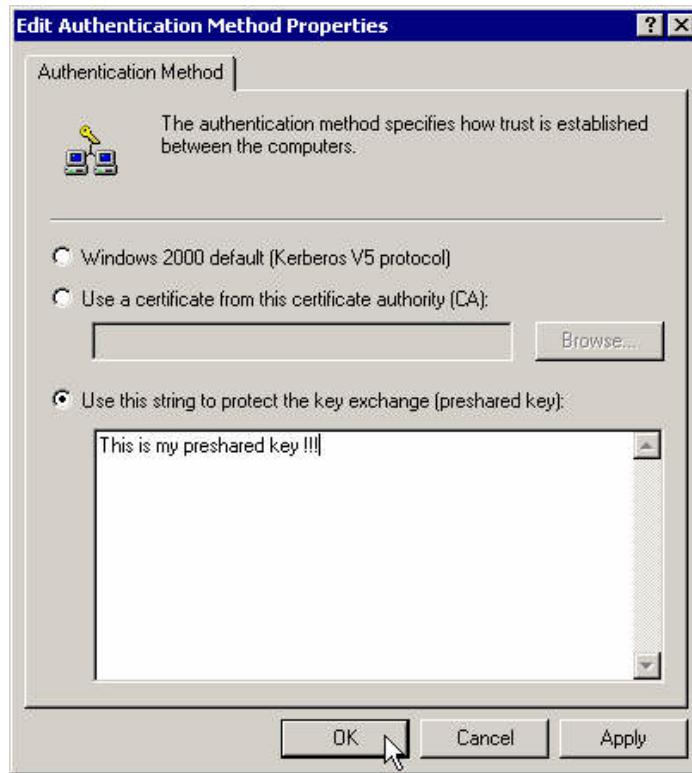 Edit Authentication Method Properties
Authentication Method
The authentication method specifies how trust is established
between the computers.
Windows 2000 default (Kerberos V5 protocol)
Use a certificate from this certificate authority (CA):
Browse...
Use this string to protect the key exchange (preshared key):
This is my preshared key !!!
OK
Cancel
Apply